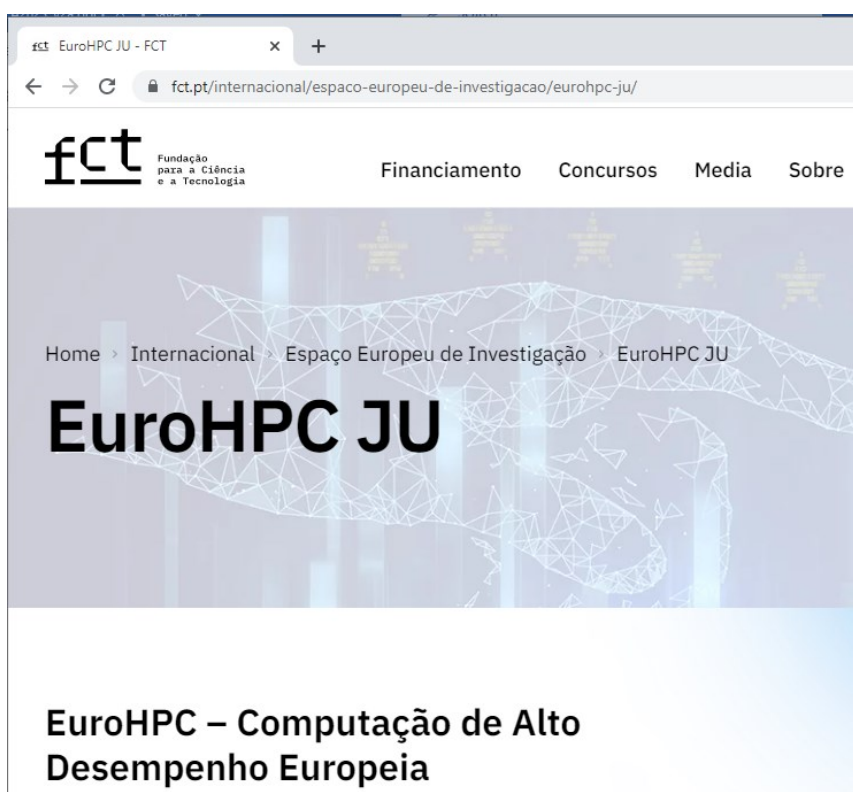 fct EuroHPC JU - FCT
fct.pt/internacional/espaco-europeu-de-investigacao/eurohpc-ju/
fct
Fundação
para a Ciência
e a Tecnologia
Financiamento Concursos Media Sobre
Home › Internacional › Espaço Europeu de Investigação › EuroHPC JU
EuroHPC JU
EuroHPC – Computação de Alto
Desempenho Europeia